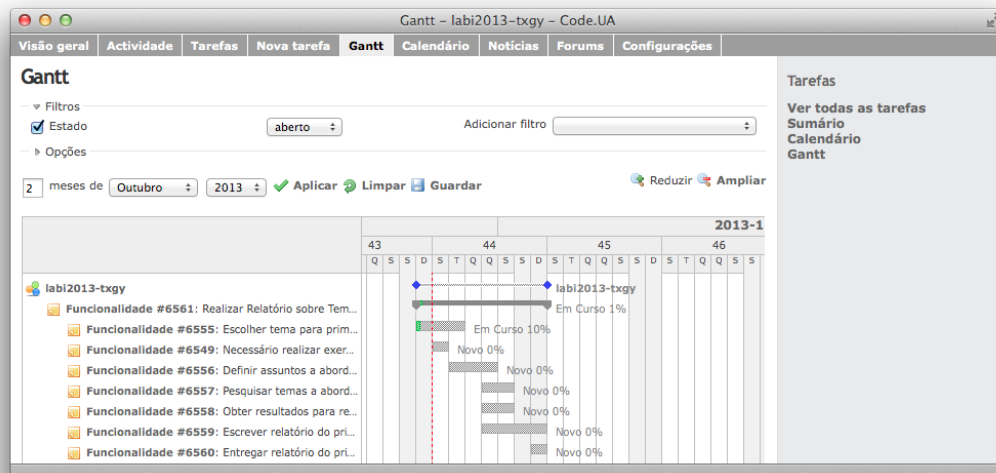 Gantt – labi2013-txgy – Code.UA
Visão geral Actividade Tarefas Nova tarefa Gantt Calendário Notícias Forums Configurações
Gantt
Filtros
Estado aberto Adicionar filtro
Opções
2 meses de Outubro 2013 Aplicar Limpar Guardar Reduzir Ampliar
Tarefas
Ver todas as tarefas
Sumário
Calendário
Gantt
2013-1
43 44 45 46
Q S S D S T Q Q S S D S T Q Q S S D S T Q Q S S
labi2013-txgy labi2013-txgy
Funcionalidade #6561: Realizar Relatório sobre Tem... Em Curso 1%
Funcionalidade #6555: Escolher tema para prim... Em Curso 10%
Funcionalidade #6549: Necessário realizar exer... Novo 0%
Funcionalidade #6556: Definir assuntos a abord... Novo 0%
Funcionalidade #6557: Pesquisar temas a abord... Novo 0%
Funcionalidade #6558: Obter resultados para re... Novo 0%
Funcionalidade #6559: Escrever relatório do pri... Novo 0%
Funcionalidade #6560: Entregar relatório do pri... Novo 0%